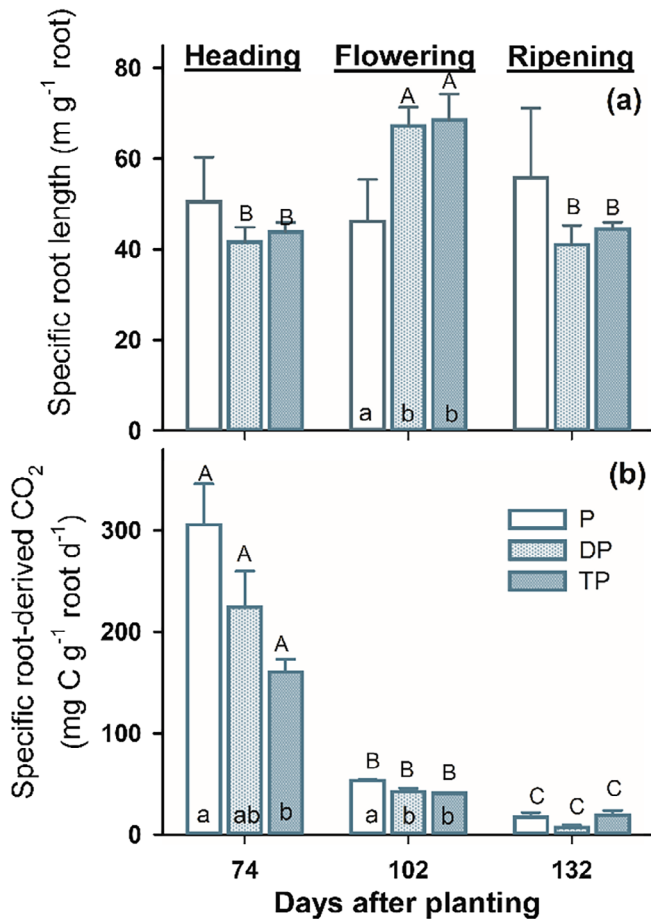 Heading Flowering Ripening
(a)
Specific root length (m g⁻¹ root)
80
60
40
20
0
B B
A A
B B
a b b
(b)
Specific root-derived CO₂
(mg C g⁻¹ root d⁻¹)
300
200
100
0
A A A
B B B
C C C
a ab b
a b b
P
DP
TP
74 102 132
Days after planting